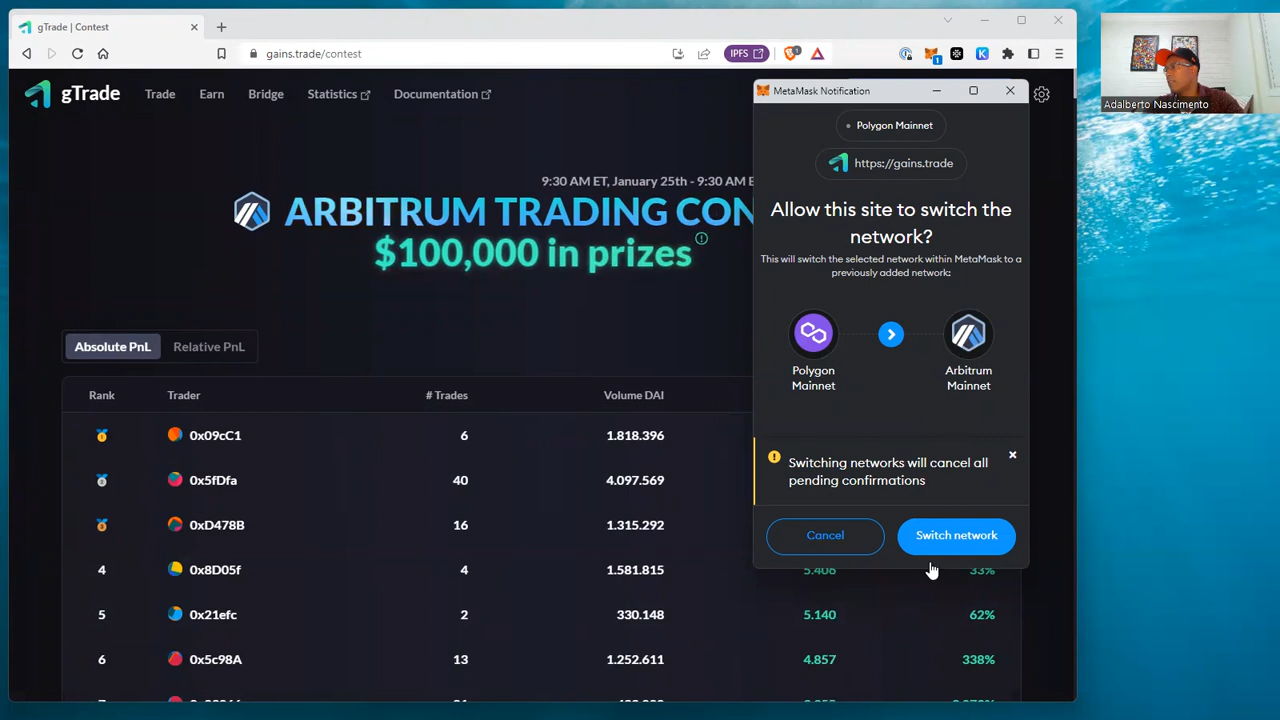 gTrade | Contest
gains.trade/contest
IPFS
1
1
K
gTrade
Trade
Earn
Bridge
Statistics
Documentation
9:30 AM ET, January 25th - 9:30 AM E
ARBITRUM TRADING CON
$100,000 in prizes
Absolute PnL
Relative PnL
Rank Trader # Trades Volume DAI
0x09cC1 6 1.818.396
0x5fDfa 40 4.097.569
0xD478B 16 1.315.292
4 0x8D05f 4 1.581.815 5.406 33%
5 0x21efc 2 330.148 5.140 62%
6 0x5c98A 13 1.252.611 4.857 338%
MetaMask Notification
Polygon Mainnet
https://gains.trade
Allow this site to switch the
network?
This will switch the selected network within MetaMask to a
previously added network:
Polygon
Mainnet
Arbitrum
Mainnet
Switching networks will cancel all
pending confirmations
Cancel
Switch network
Adalberto Nascimento